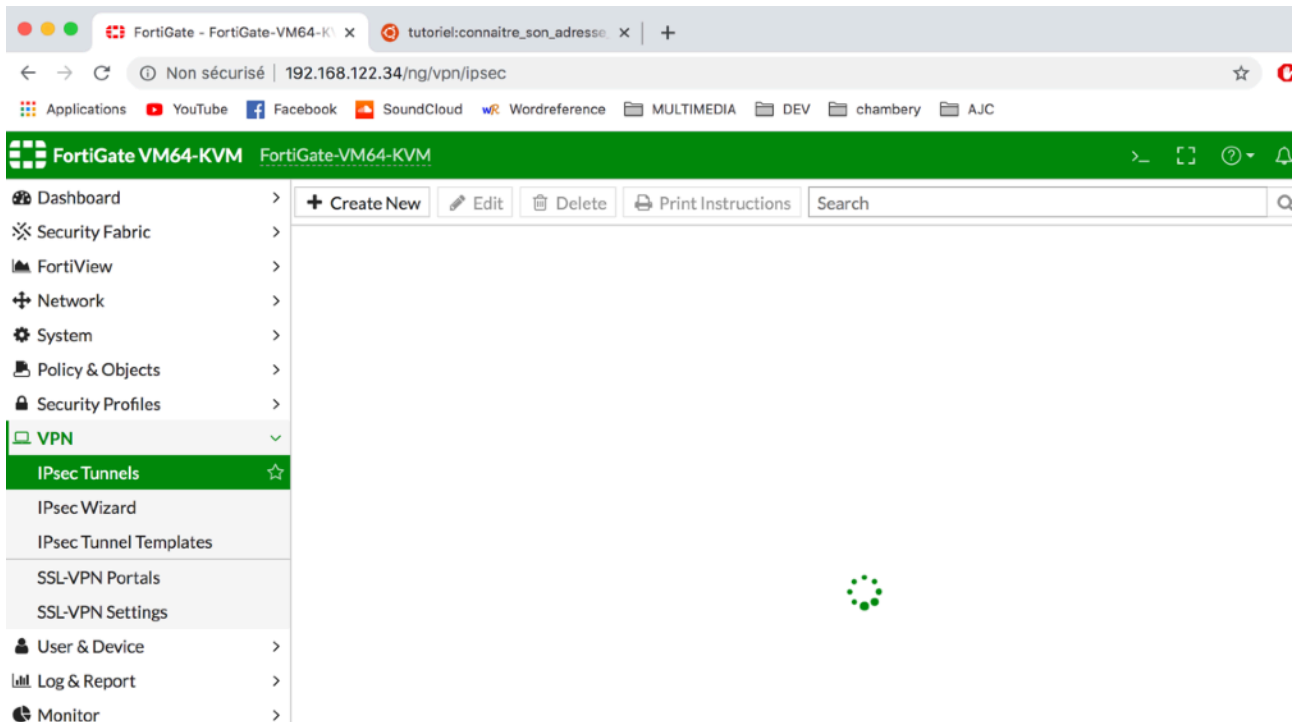 FortiGate - FortiGate-VM64-K
tutoriel:connaitre_son_adresse_
Non sécurisé | 192.168.122.34/ng/vpn/ipsec
Applications YouTube Facebook SoundCloud WR Wordreference MULTIMEDIA DEV chambery AJC
FortiGate VM64-KVM FortiGate-VM64-KVM
Dashboard
+ Create New Edit Delete Print Instructions Search
Security Fabric
FortiView
Network
System
Policy & Objects
Security Profiles
VPN
IPsec Tunnels
IPsec Wizard
IPsec Tunnel Templates
SSL-VPN Portals
SSL-VPN Settings
User & Device
Log & Report
Monitor